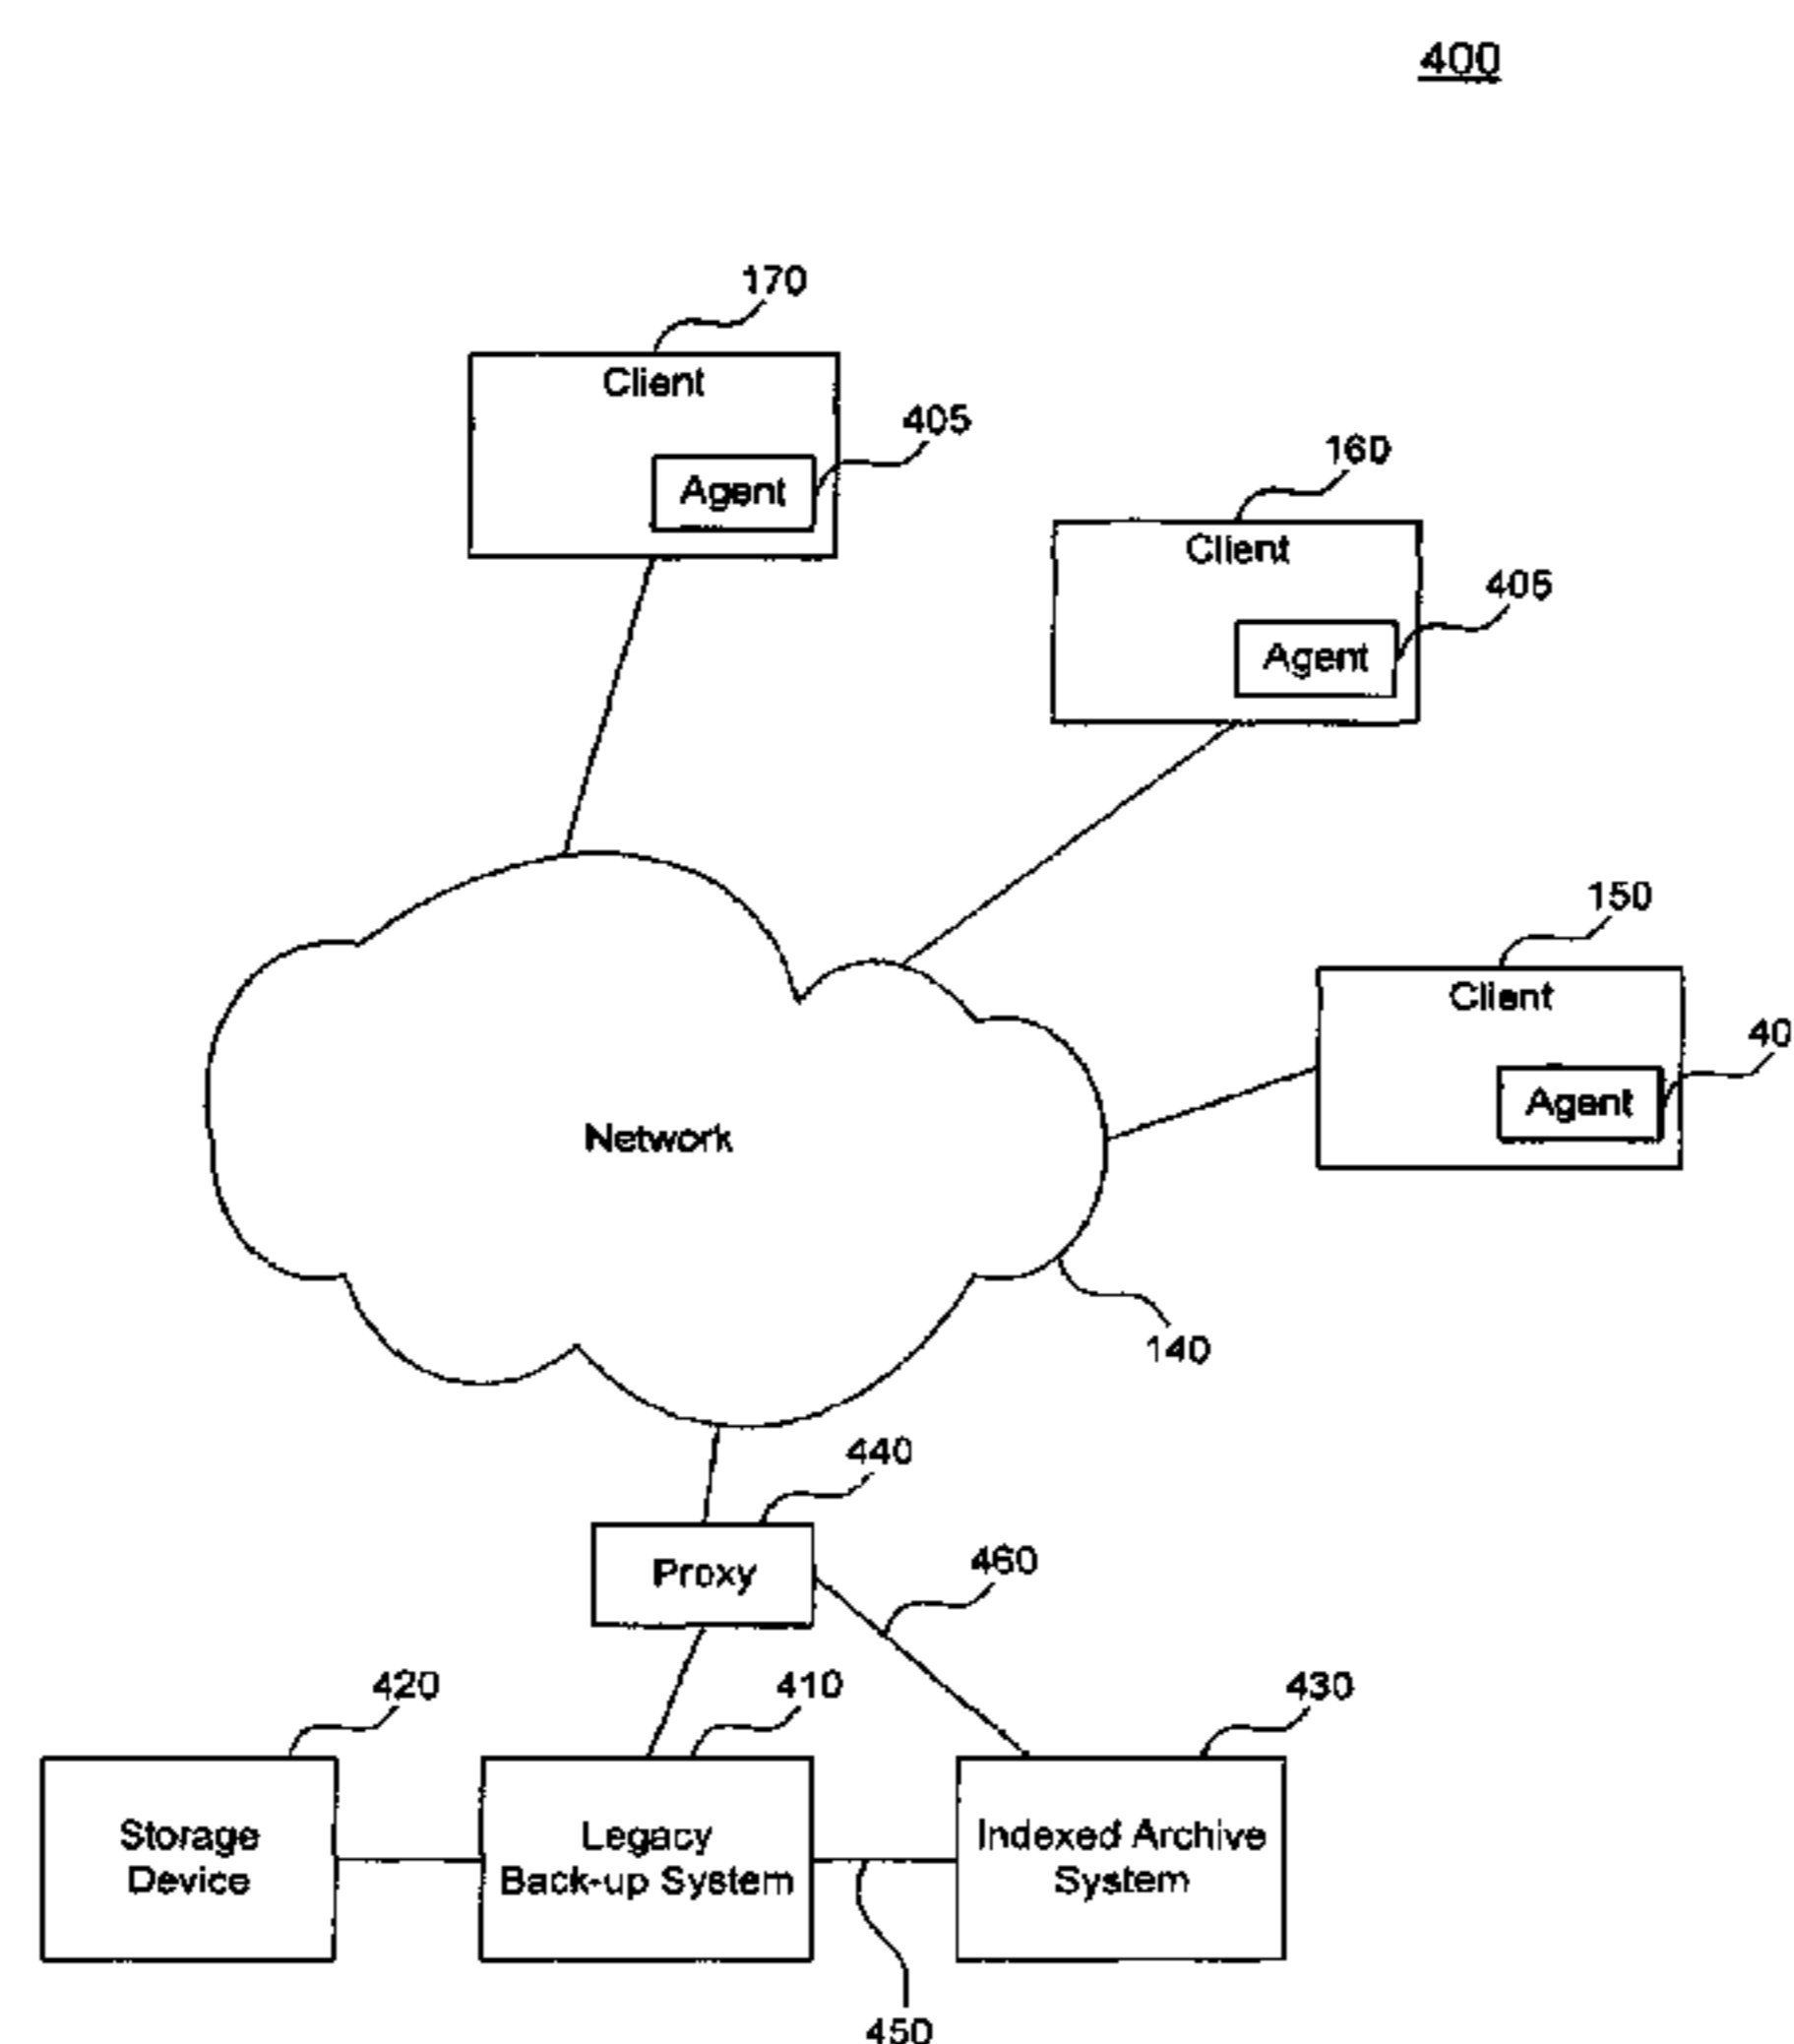 400
170
Client
405
Agent
160
Client
405
Agent
150
Client
40
Agent
Network
140
440
Proxy
460
420
410
430
Storage
Device
Legacy
Back-up System
Indexed Archive
System
450